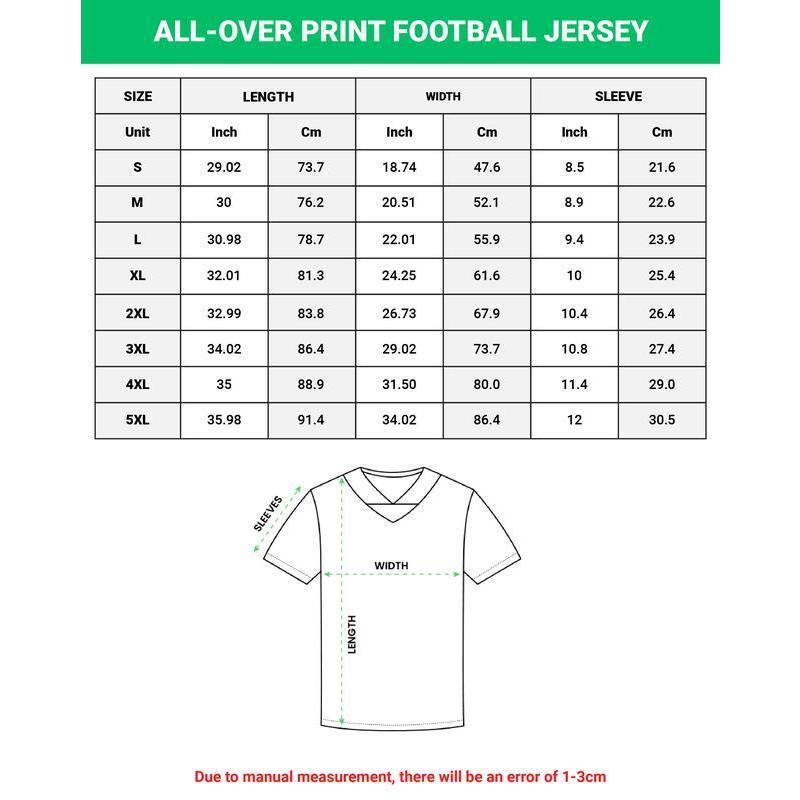 ALL-OVER PRINT FOOTBALL JERSEY
SIZE LENGTH WIDTH SLEEVE
Unit Inch Cm Inch Cm Inch Cm
S 29.02 73.7 18.74 47.6 8.5 21.6
M 30 76.2 20.51 52.1 8.9 22.6
L 30.98 78.7 22.01 55.9 9.4 23.9
XL 32.01 81.3 24.25 61.6 10 25.4
2XL 32.99 83.8 26.73 67.9 10.4 26.4
3XL 34.02 86.4 29.02 73.7 10.8 27.4
4XL 35 88.9 31.50 80.0 11.4 29.0
5XL 35.98 91.4 34.02 86.4 12 30.5
SLEEVES
WIDTH
LENGTH
Due to manual measurement, there will be an error of 1-3cm